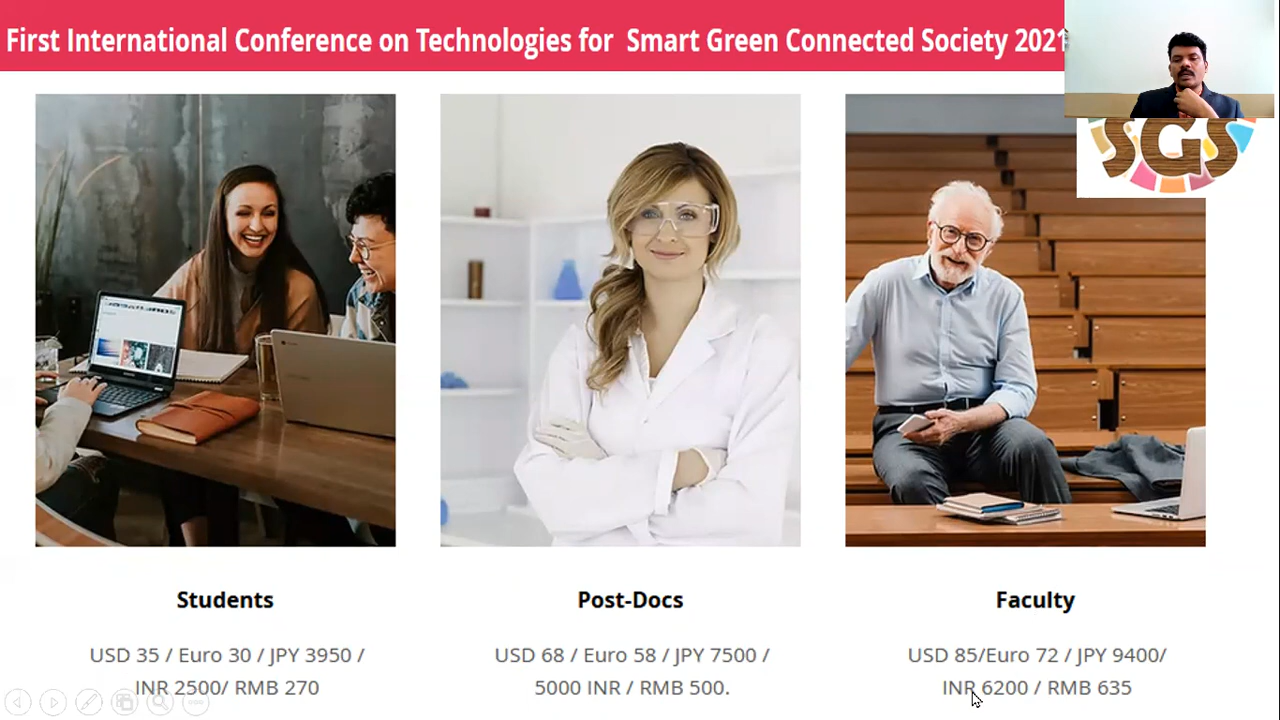 First International Conference on Technologies for Smart Green Connected Society 2021
SGS
Students
USD 35 / Euro 30 / JPY 3950 /
INR 2500/ RMB 270
Post-Docs
USD 68 / Euro 58 / JPY 7500 /
5000 INR / RMB 500.
Faculty
USD 85/Euro 72 / JPY 9400/
INR 6200 / RMB 635